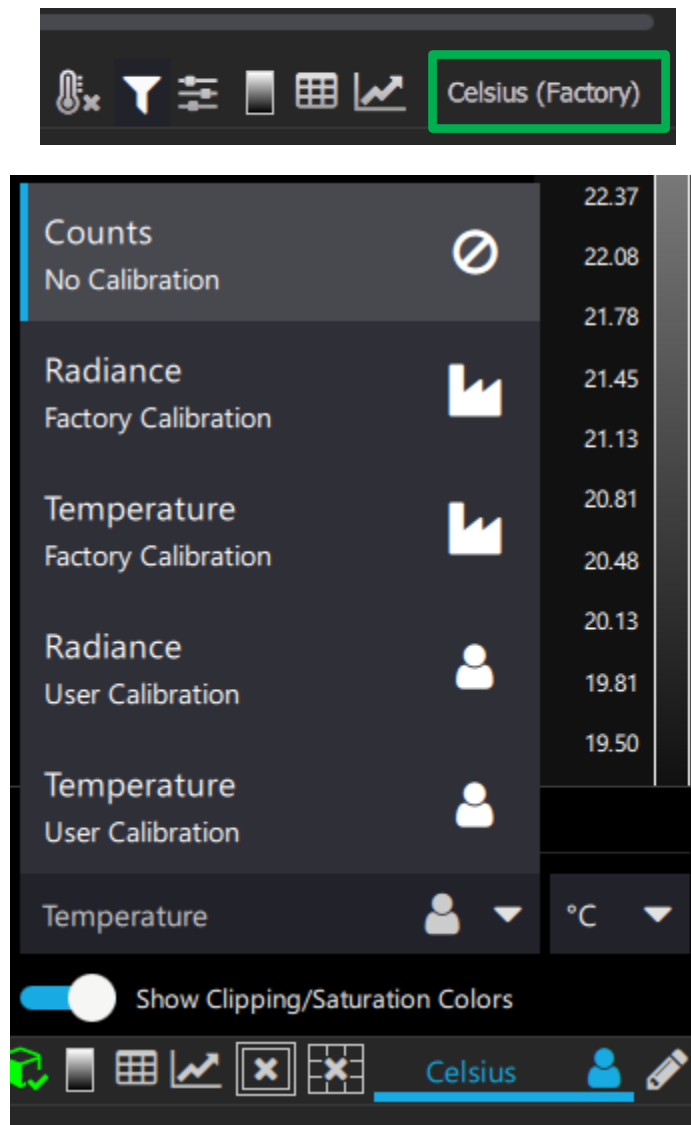 Celsius (Factory)
Counts
No Calibration
Radiance
Factory Calibration
Temperature
Factory Calibration
Radiance
User Calibration
Temperature
User Calibration
22.37
22.08
21.78
21.45
21.13
20.81
20.48
20.13
19.81
19.50
Temperature
°C
Show Clipping/Saturation Colors
Celsius